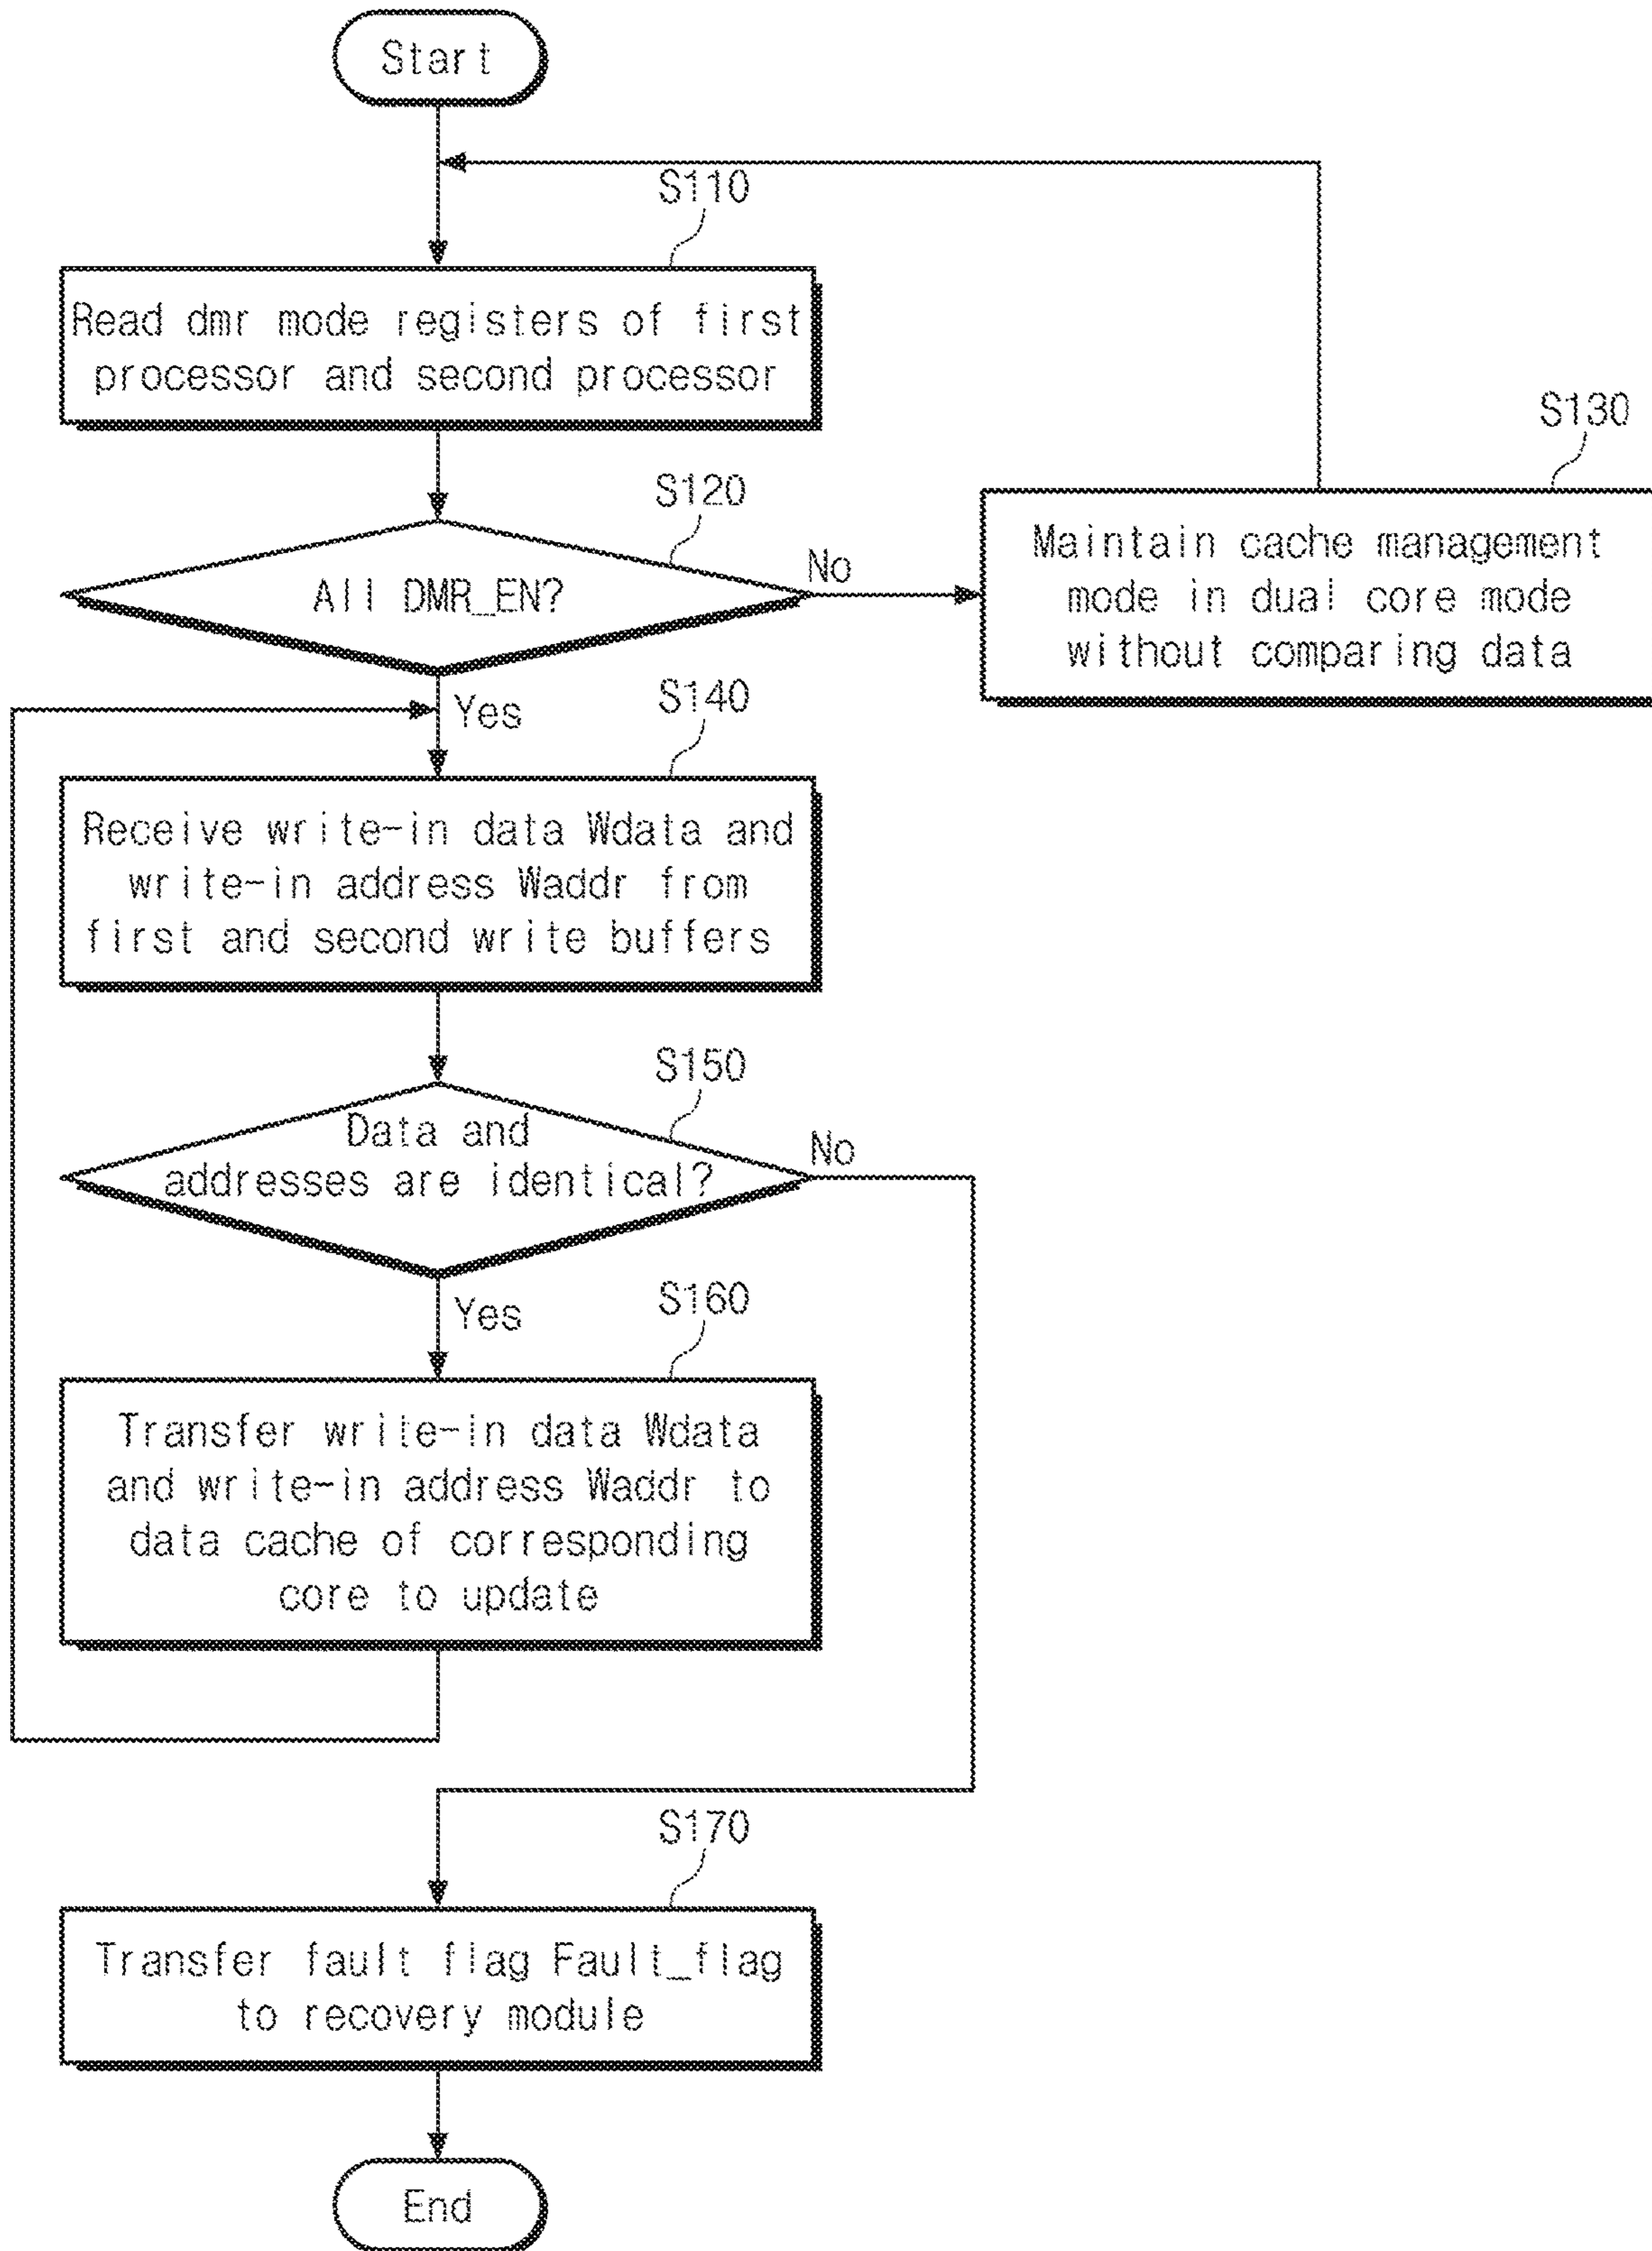 Start
S110
Read dmr mode registers of first
processor and second processor
S120
All DMR_EN?
No
S130
Maintain cache management
mode in dual core mode
without comparing data
Yes
S140
Receive write-in data Wdata and
write-in address Waddr from
first and second write buffers
S150
Data and
addresses are identical?
No
Yes
S160
Transfer write-in data Wdata
and write-in address Waddr to
data cache of corresponding
core to update
S170
Transfer fault flag Fault_flag
to recovery module
End